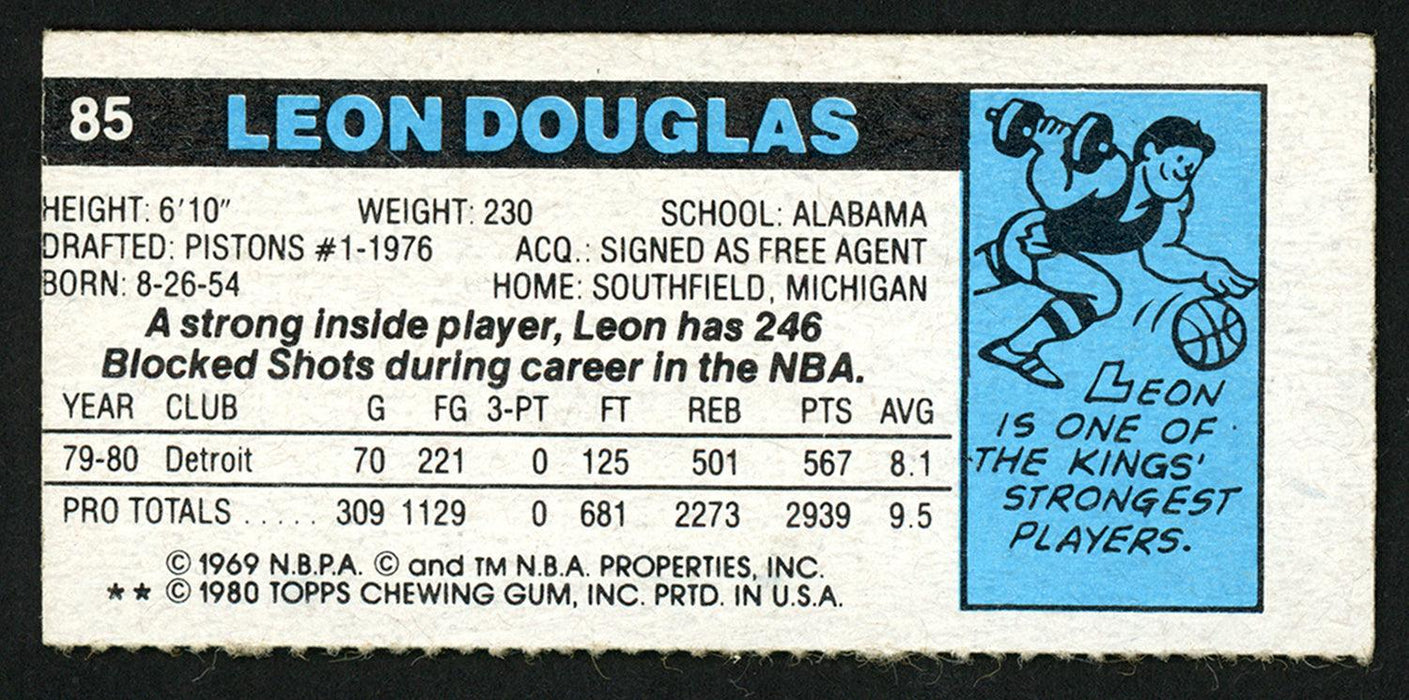 85 LEON DOUGLAS
HEIGHT: 6'10" WEIGHT: 230 SCHOOL: ALABAMA
DRAFTED: PISTONS #1-1976 ACQ.: SIGNED AS FREE AGENT
BORN: 8-26-54 HOME: SOUTHFIELD, MICHIGAN
A strong inside player, Leon has 246
Blocked Shots during career in the NBA.
YEAR CLUB G FG 3-PT FT REB PTS AVG
79-80 Detroit 70 221 0 125 501 567 8.1
PRO TOTALS ..... 309 1129 0 681 2273 2939 9.5
© 1969 N.B.P.A. © and TM N.B.A. PROPERTIES, INC.
** © 1980 TOPPS CHEWING GUM, INC. PRTD. IN U.S.A.
LEON
IS ONE OF
THE KINGS'
STRONGEST
PLAYERS.